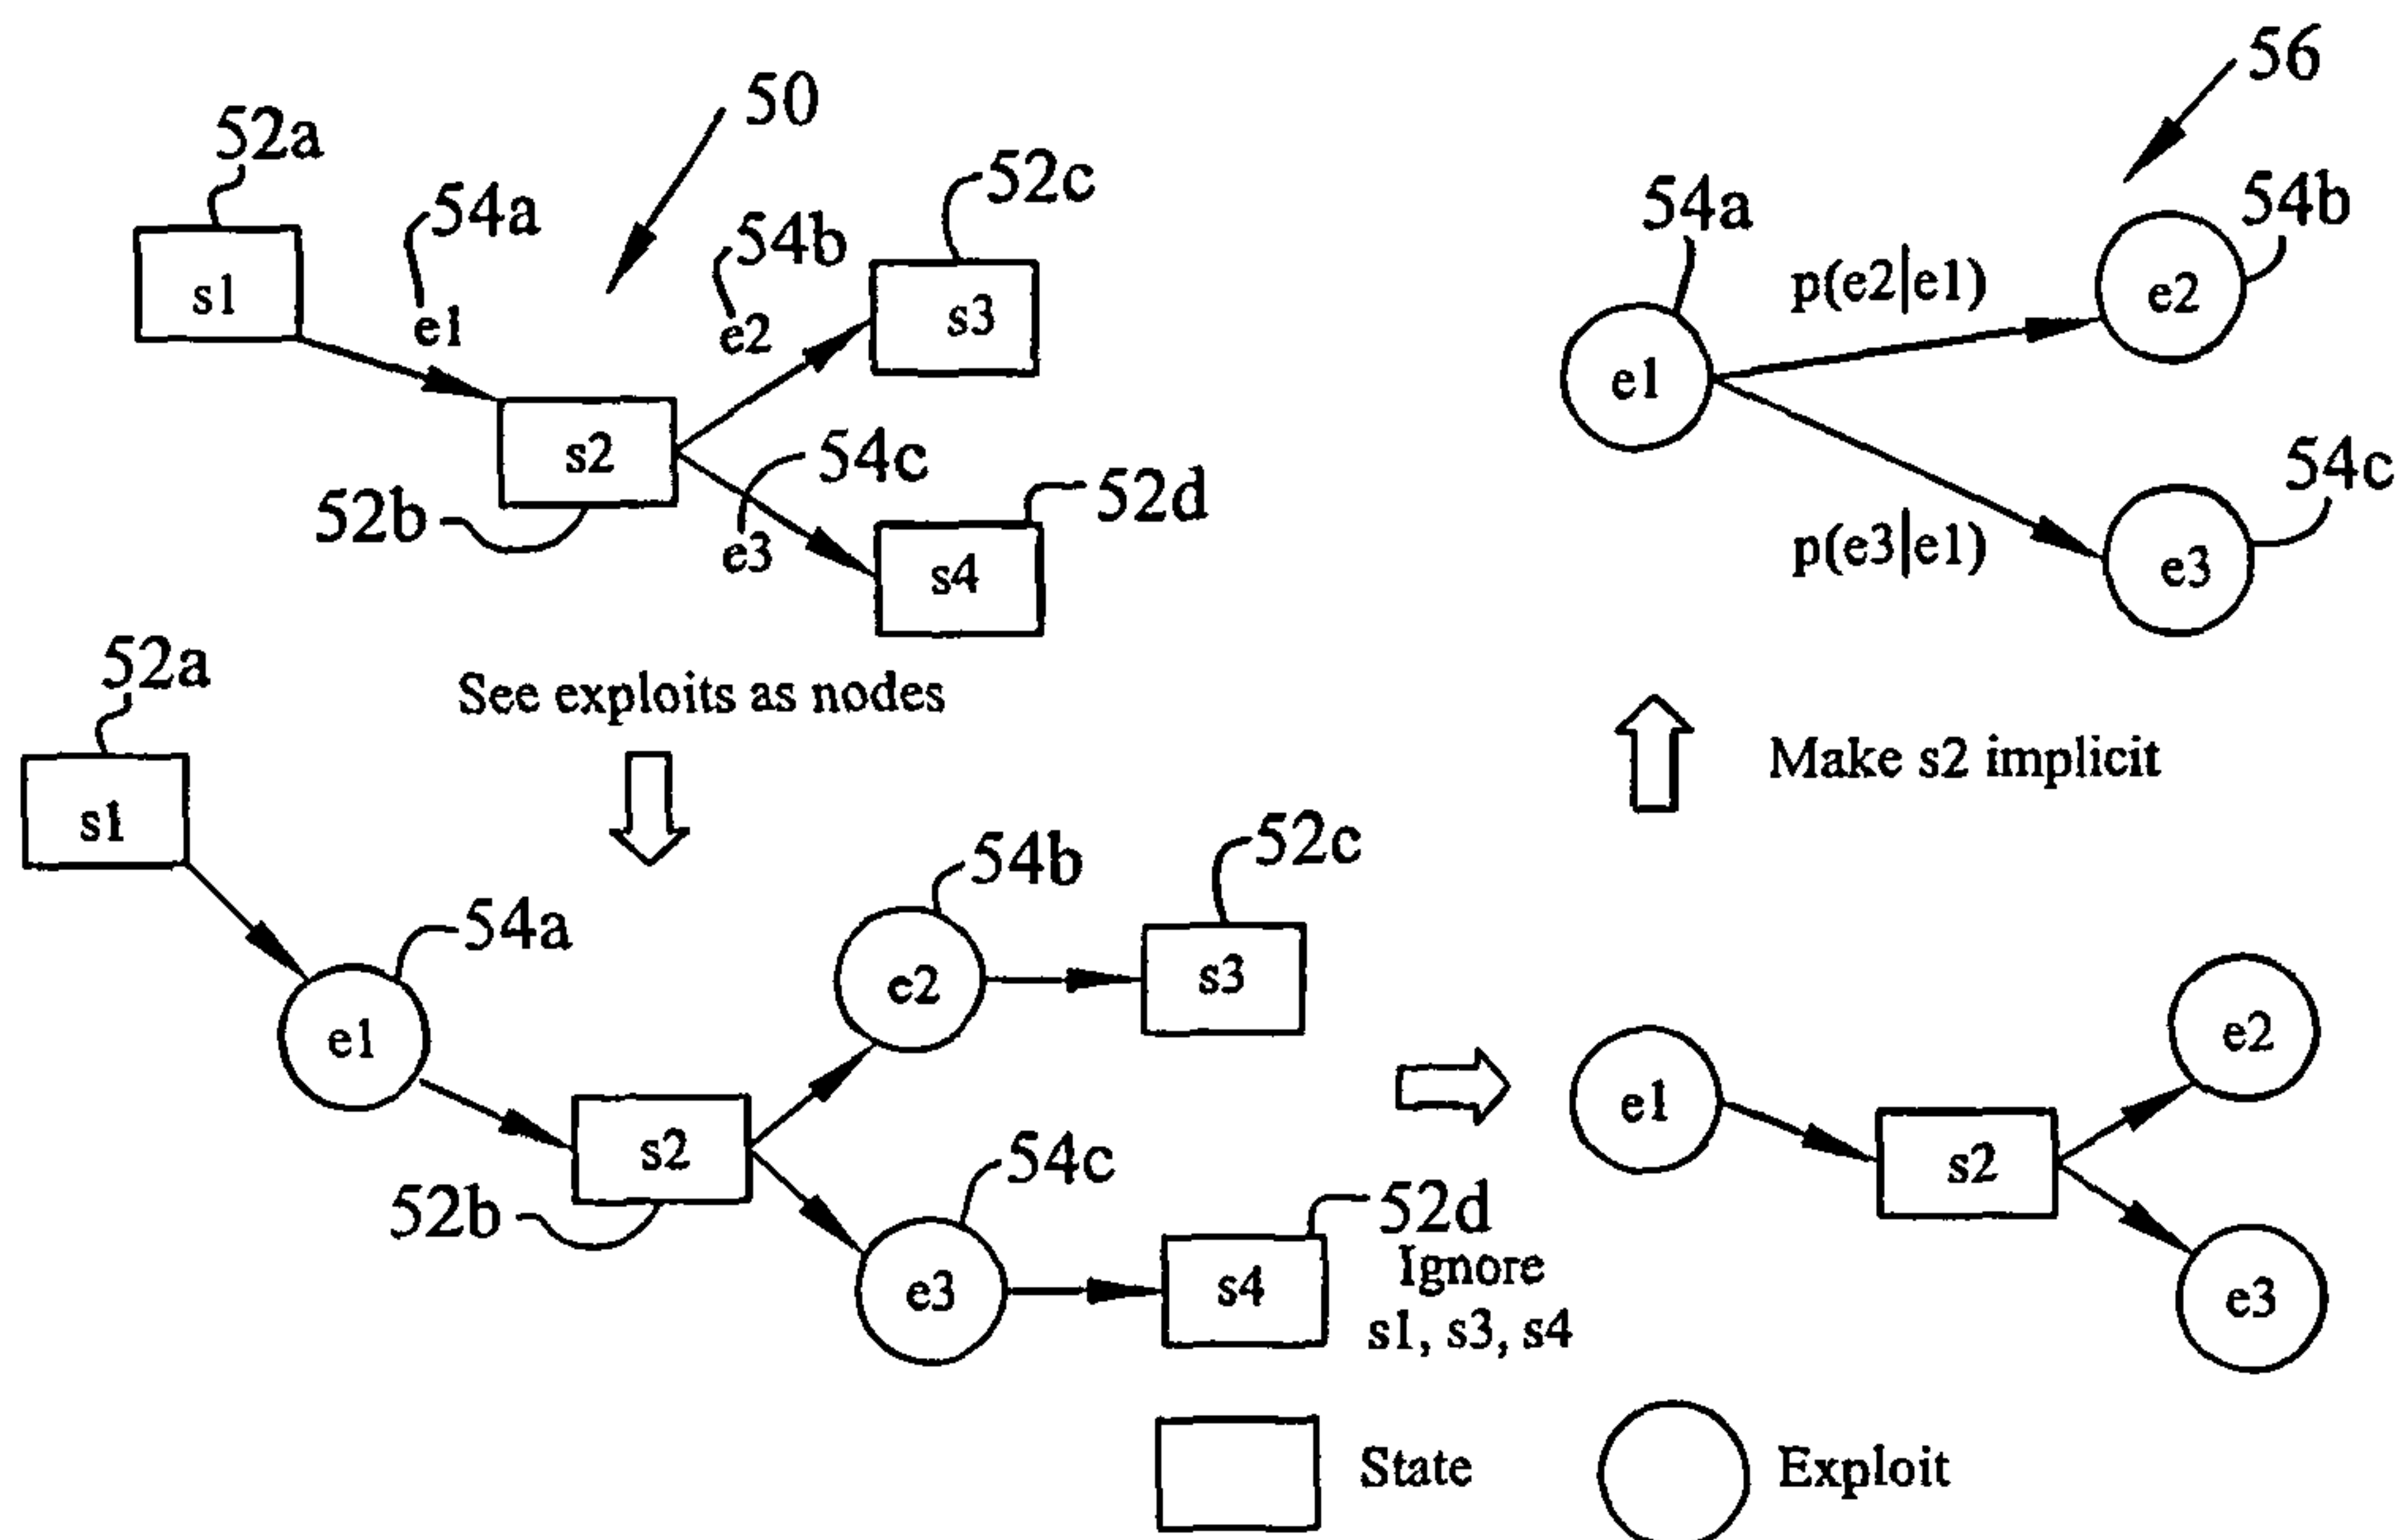 50
56
52a
54a
54b
52c
s1
e1
e2
s3
s2
54c
52b
52d
e3
s4
54a
54b
p(e2|e1)
e1
e2
54c
p(e3|e1)
e3
See exploits as nodes
Make s2 implicit
52a
s1
54a
54b
52c
e1
e2
s3
s2
54c
52b
52d
e3
s4
Ignore
s1, s3, s4
e1
e2
s2
e3
State
Exploit